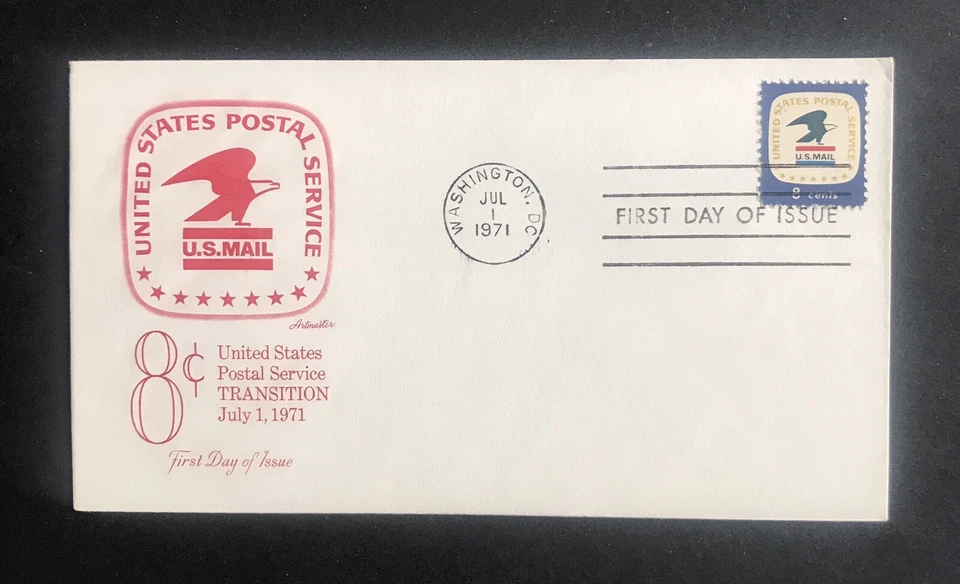 UNITED STATES POSTAL SERVICE
U.S.MAIL
Artmaster
8¢
United States
Postal Service
TRANSITION
July 1, 1971
First Day of Issue
WASHINGTON, DC
JUL
1
1971
UNITED STATES POSTAL SERVICE
U.S.MAIL
8 cents
FIRST DAY OF ISSUE